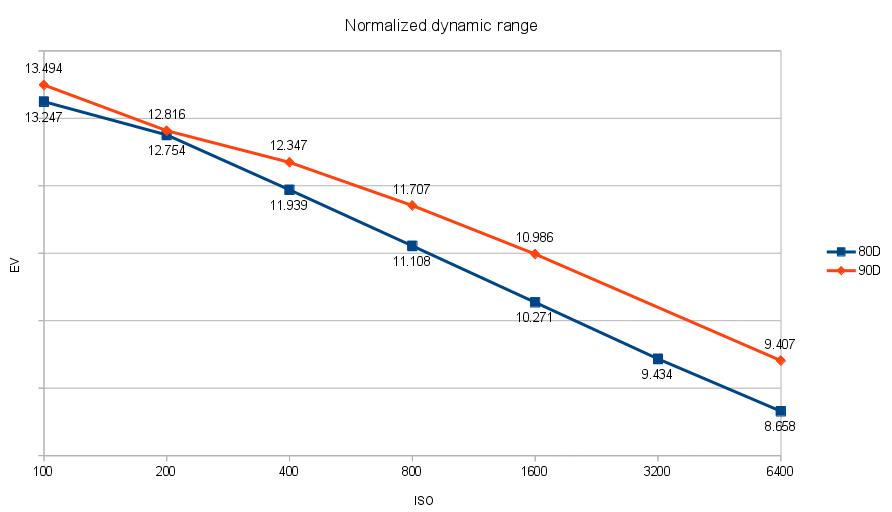 Normalized dynamic range
13.494
13.247
12.816
12.754
12.347
11.939
11.707
11.108
10.986
10.271
9.434
9.407
8.658
EV
80D
90D
100 200 400 800 1600 3200 6400
ISO